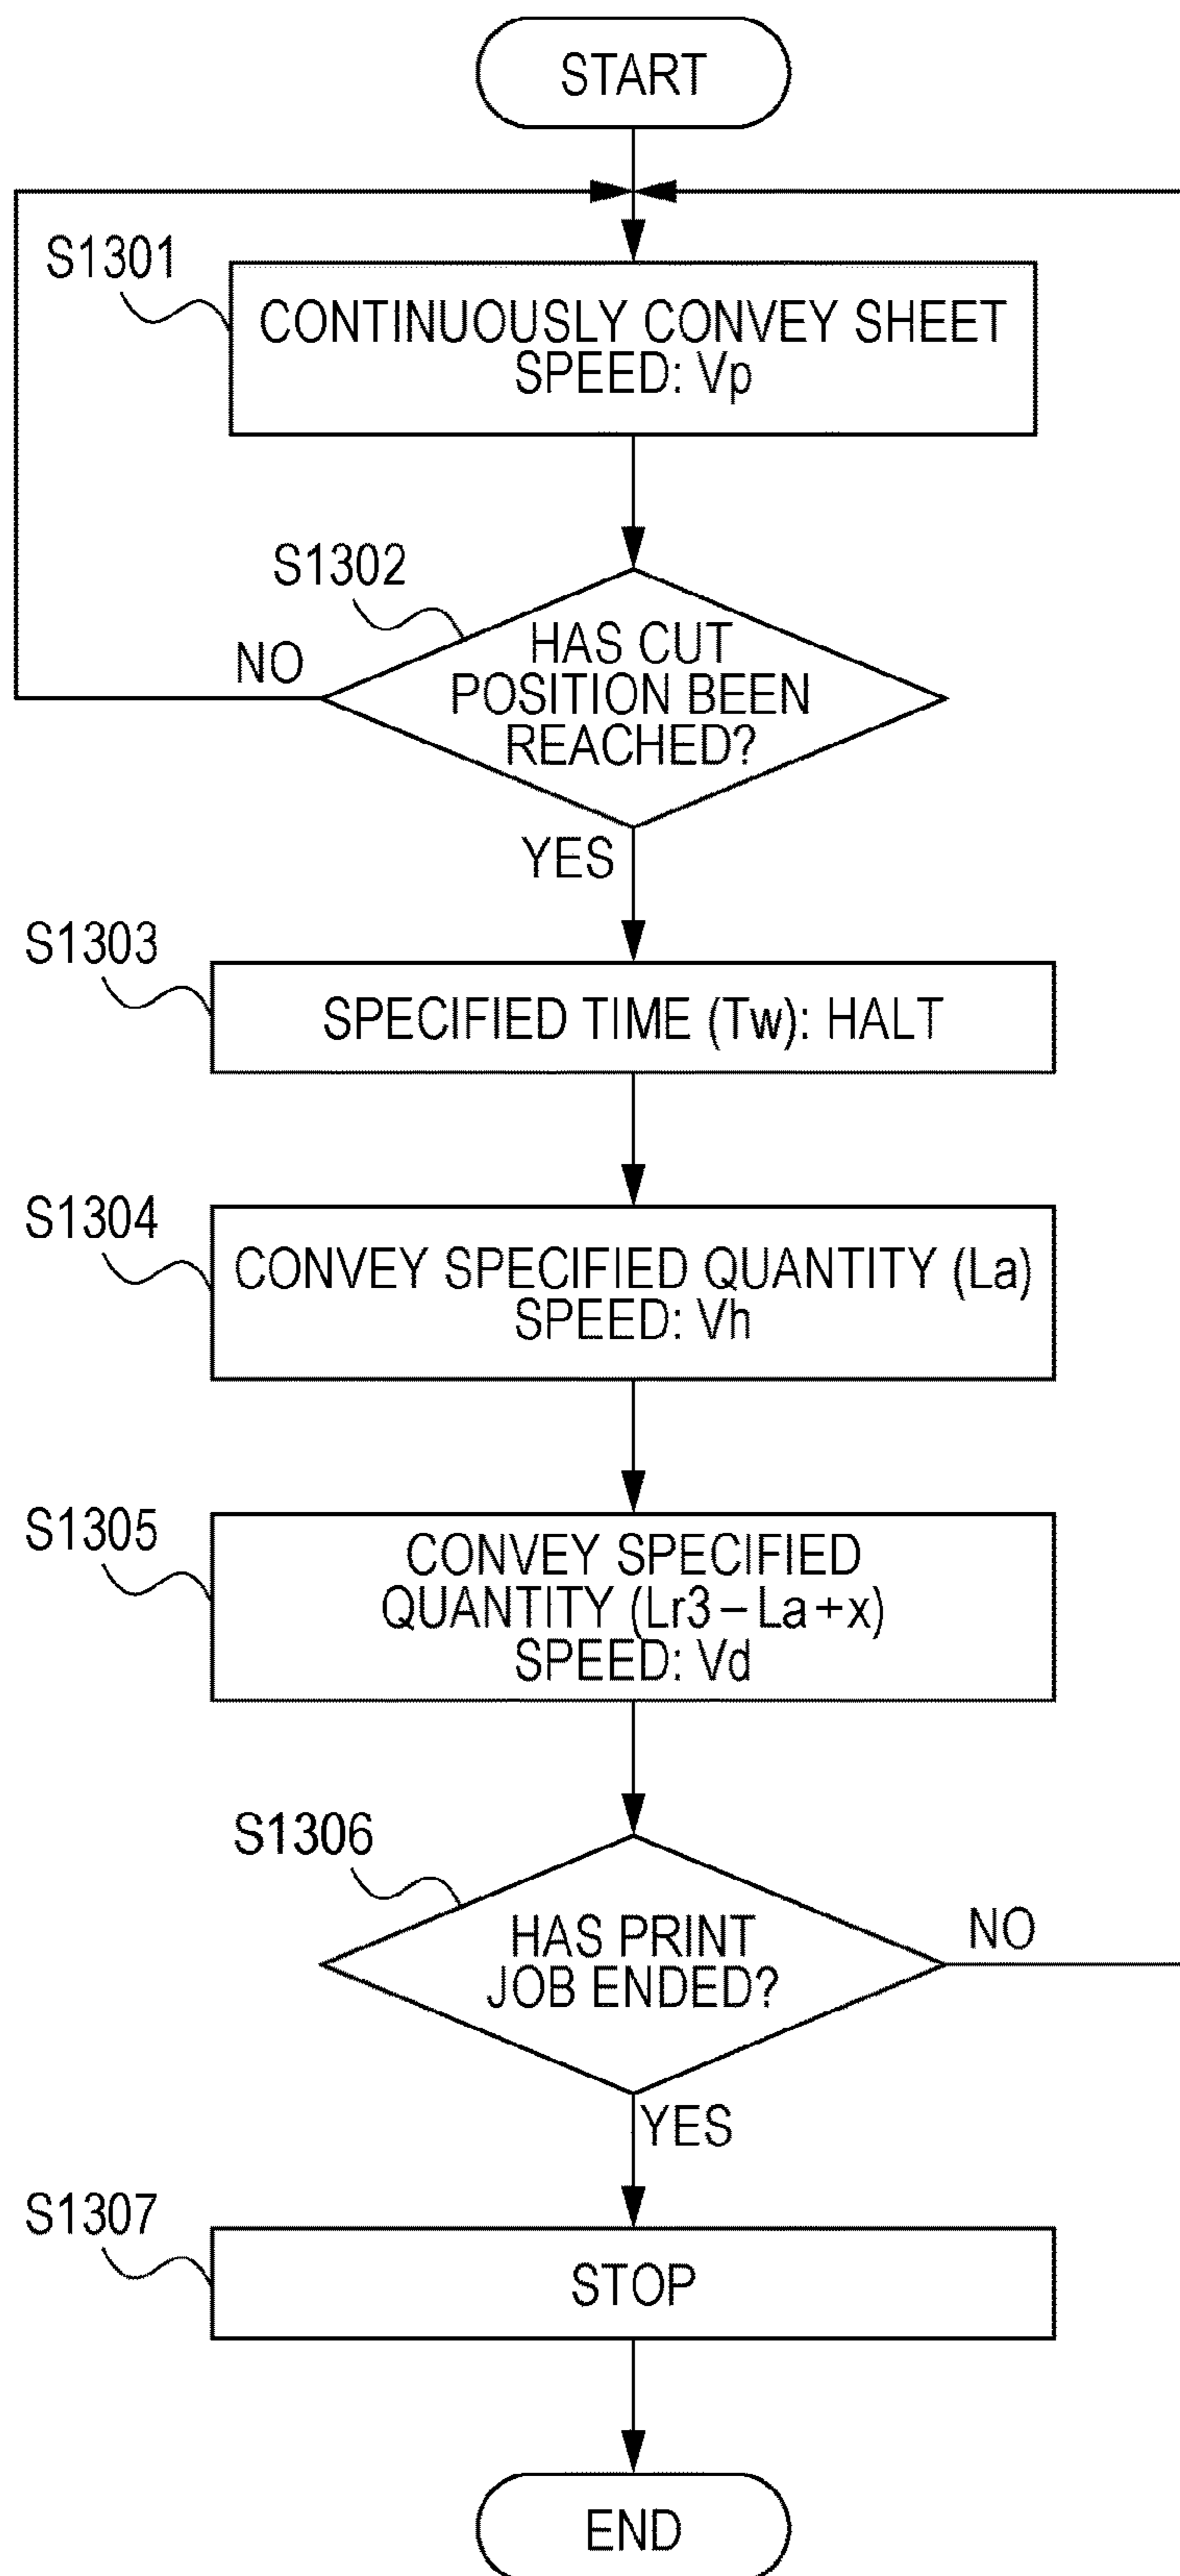 START
S1301
CONTINUOUSLY CONVEY SHEET
SPEED: Vp
S1302
HAS CUT
POSITION BEEN
REACHED?
NO
YES
S1303
SPECIFIED TIME (Tw): HALT
S1304
CONVEY SPECIFIED QUANTITY (La)
SPEED: Vh
S1305
CONVEY SPECIFIED
QUANTITY (Lr3–La+x)
SPEED: Vd
S1306
HAS PRINT
JOB ENDED?
NO
YES
S1307
STOP
END